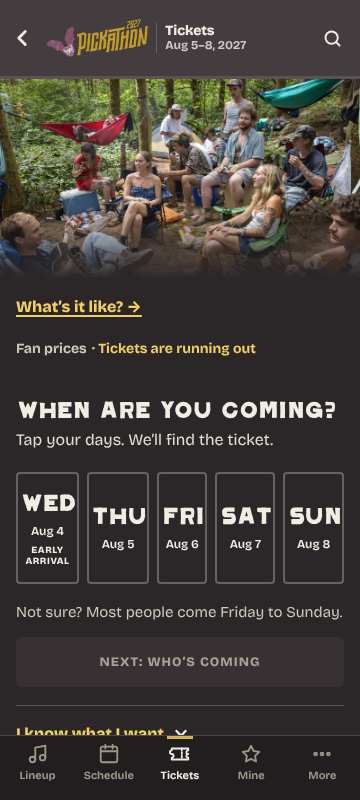 2027
PICKATHON
Tickets
Aug 5–8, 2027
What's it like? →
Fan prices · Tickets are running out
WHEN ARE YOU COMING?
Tap your days. We'll find the ticket.
WED
Aug 4
EARLY
ARRIVAL
THU
Aug 5
FRI
Aug 6
SAT
Aug 7
SUN
Aug 8
Not sure? Most people come Friday to Sunday.
NEXT: WHO'S COMING
I know what I want
Lineup
Schedule
Tickets
Mine
More